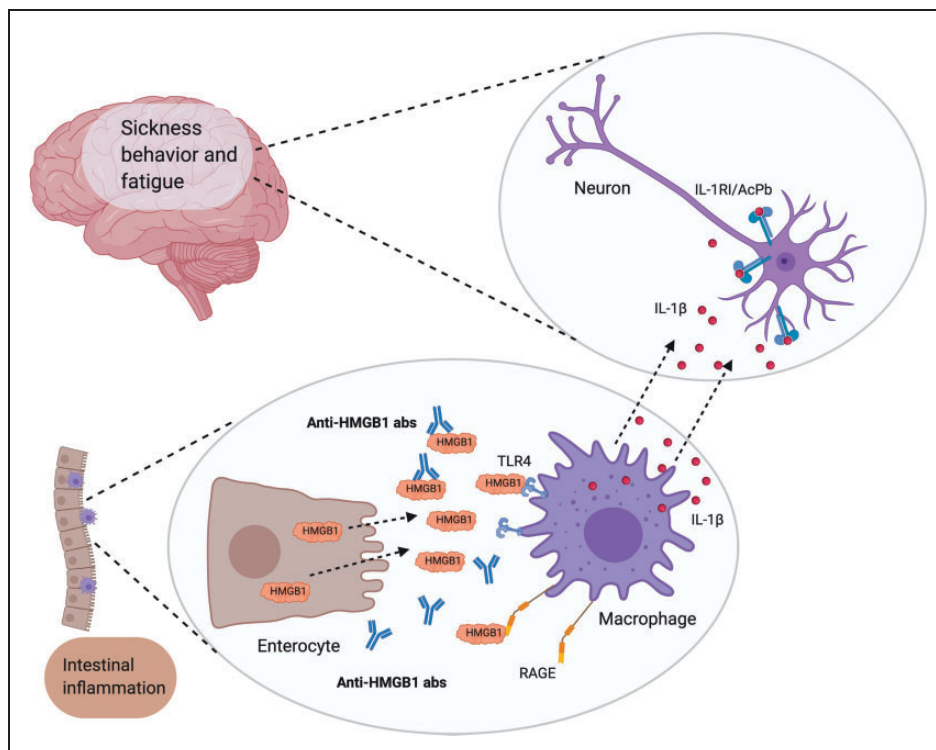 Sickness
behavior and
fatigue
Neuron
IL-1RI/AcPb
IL-1β
Anti-HMGB1 abs
HMGB1
TLR4
HMGB1
HMGB1
HMGB1
HMGB1
IL-1β
HMGB1
HMGB1
HMGB1
Macrophage
Enterocyte
Intestinal
inflammation
Anti-HMGB1 abs
RAGE